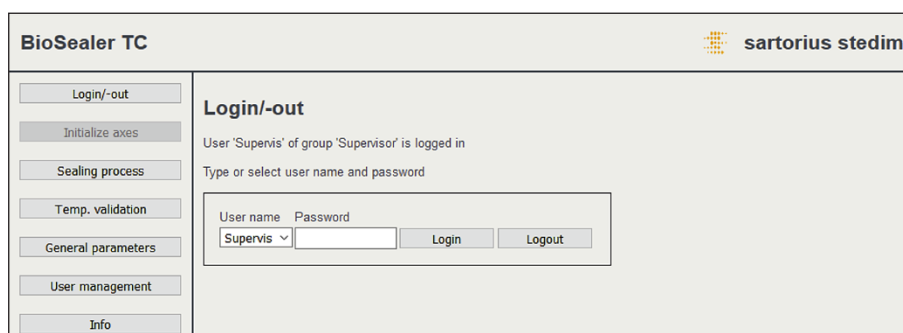 BioSealer TC
sartorius stedim
Login/-out
Initialize axes
Sealing process
Temp. validation
General parameters
User management
Info
Login/-out
User 'Supervis' of group 'Supervisor' is logged in
Type or select user name and password
User name Password
Supervis Login Logout